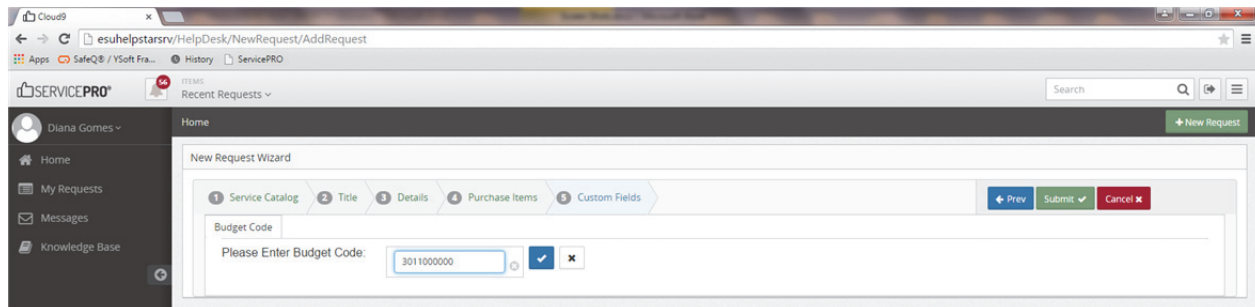 Cloud9
esuhelpstarsrv/HelpDesk/NewRequest/AddRequest
Apps SafeQ® / YSoft Fra... History ServicePRO
SERVICEPRO® 56 ITEMS
Recent Requests Search
Diana Gomes Home + New Request
Home
New Request Wizard
My Requests
1 Service Catalog 2 Title 3 Details 4 Purchase Items 5 Custom Fields Prev Submit Cancel
Messages
Budget Code
Knowledge Base
Please Enter Budget Code: 3011000000